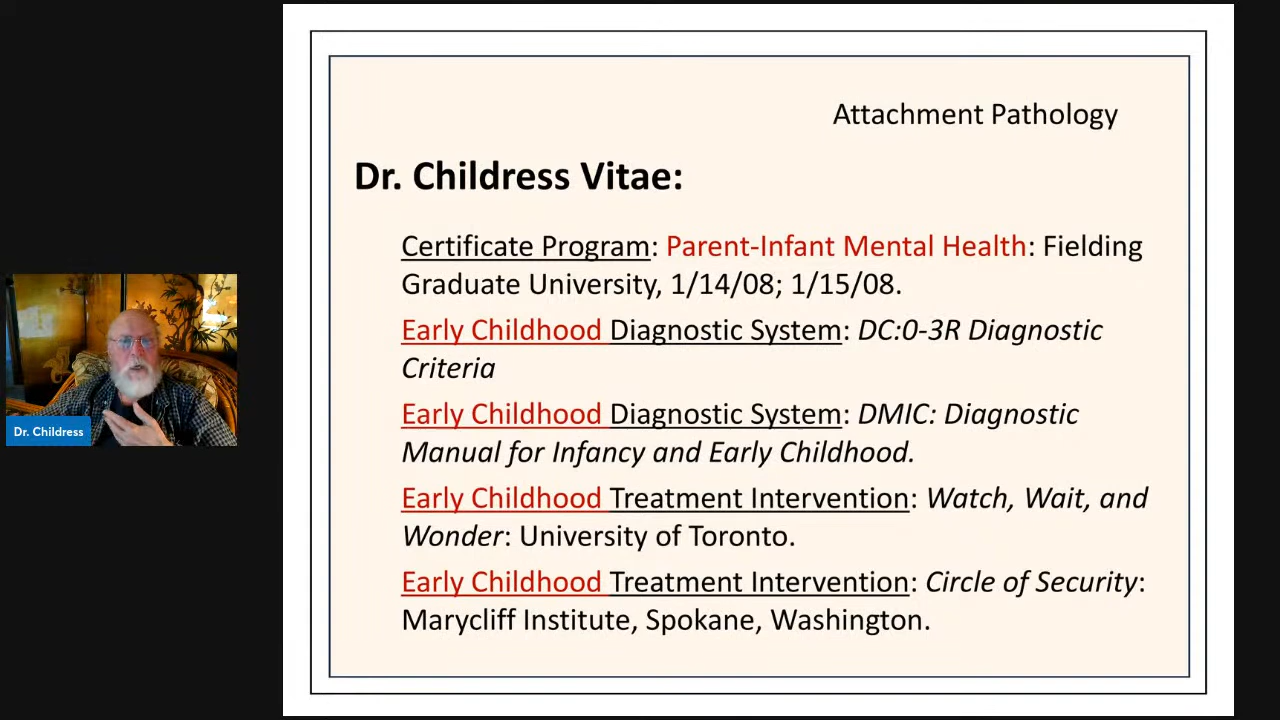 Attachment Pathology
Dr. Childress Vitae:
Certificate Program: Parent-Infant Mental Health: Fielding
Graduate University, 1/14/08; 1/15/08.
Early Childhood Diagnostic System: DC:0-3R Diagnostic
Criteria
Early Childhood Diagnostic System: DMIC: Diagnostic
Manual for Infancy and Early Childhood.
Early Childhood Treatment Intervention: Watch, Wait, and
Wonder: University of Toronto.
Early Childhood Treatment Intervention: Circle of Security:
Marycliff Institute, Spokane, Washington.
Dr. Childress